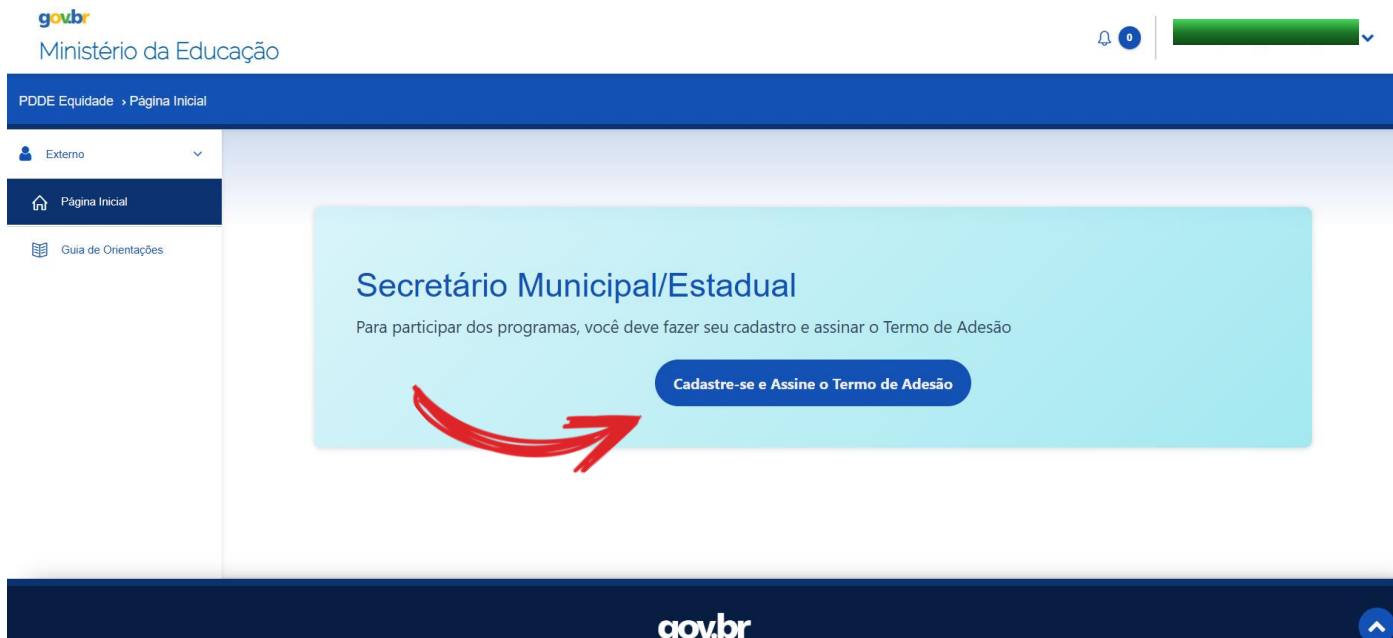 gov.br
Ministério da Educação
0
PDDE Equidade › Página Inicial
Externo
Página Inicial
Guia de Orientações
Secretário Municipal/Estadual
Para participar dos programas, você deve fazer seu cadastro e assinar o Termo de Adesão
Cadastre-se e Assine o Termo de Adesão
gov.br